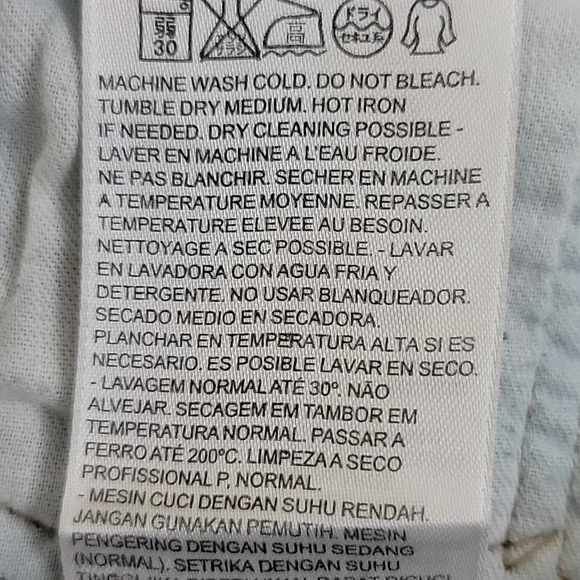 弱
30
高
ドライ
セキユ系
MACHINE WASH COLD. DO NOT BLEACH.
TUMBLE DRY MEDIUM. HOT IRON
IF NEEDED. DRY CLEANING POSSIBLE -
LAVER EN MACHINE A L'EAU FROIDE.
NE PAS BLANCHIR. SECHER EN MACHINE
A TEMPERATURE MOYENNE. REPASSER A
TEMPERATURE ELEVEE AU BESOIN.
NETTOYAGE A SEC POSSIBLE. - LAVAR
EN LAVADORA CON AGUA FRIA Y
DETERGENTE. NO USAR BLANQUEADOR.
SECADO MEDIO EN SECADORA.
PLANCHAR EN TEMPERATURA ALTA SI ES
NECESARIO. ES POSIBLE LAVAR EN SECO.
- LAVAGEM NORMAL ATÉ 30º. NÃO
ALVEJAR. SECAGEM EM TAMBOR EM
TEMPERATURA NORMAL. PASSAR A
FERRO ATÉ 200ºC. LIMPEZA A SECO
PROFISSIONAL P, NORMAL.
- MESIN CUCI DENGAN SUHU RENDAH.
JANGAN GUNAKAN PEMUTIH. MESIN
PENGERING DENGAN SUHU SEDANG
(NORMAL). SETRIKA DENGAN SUHU